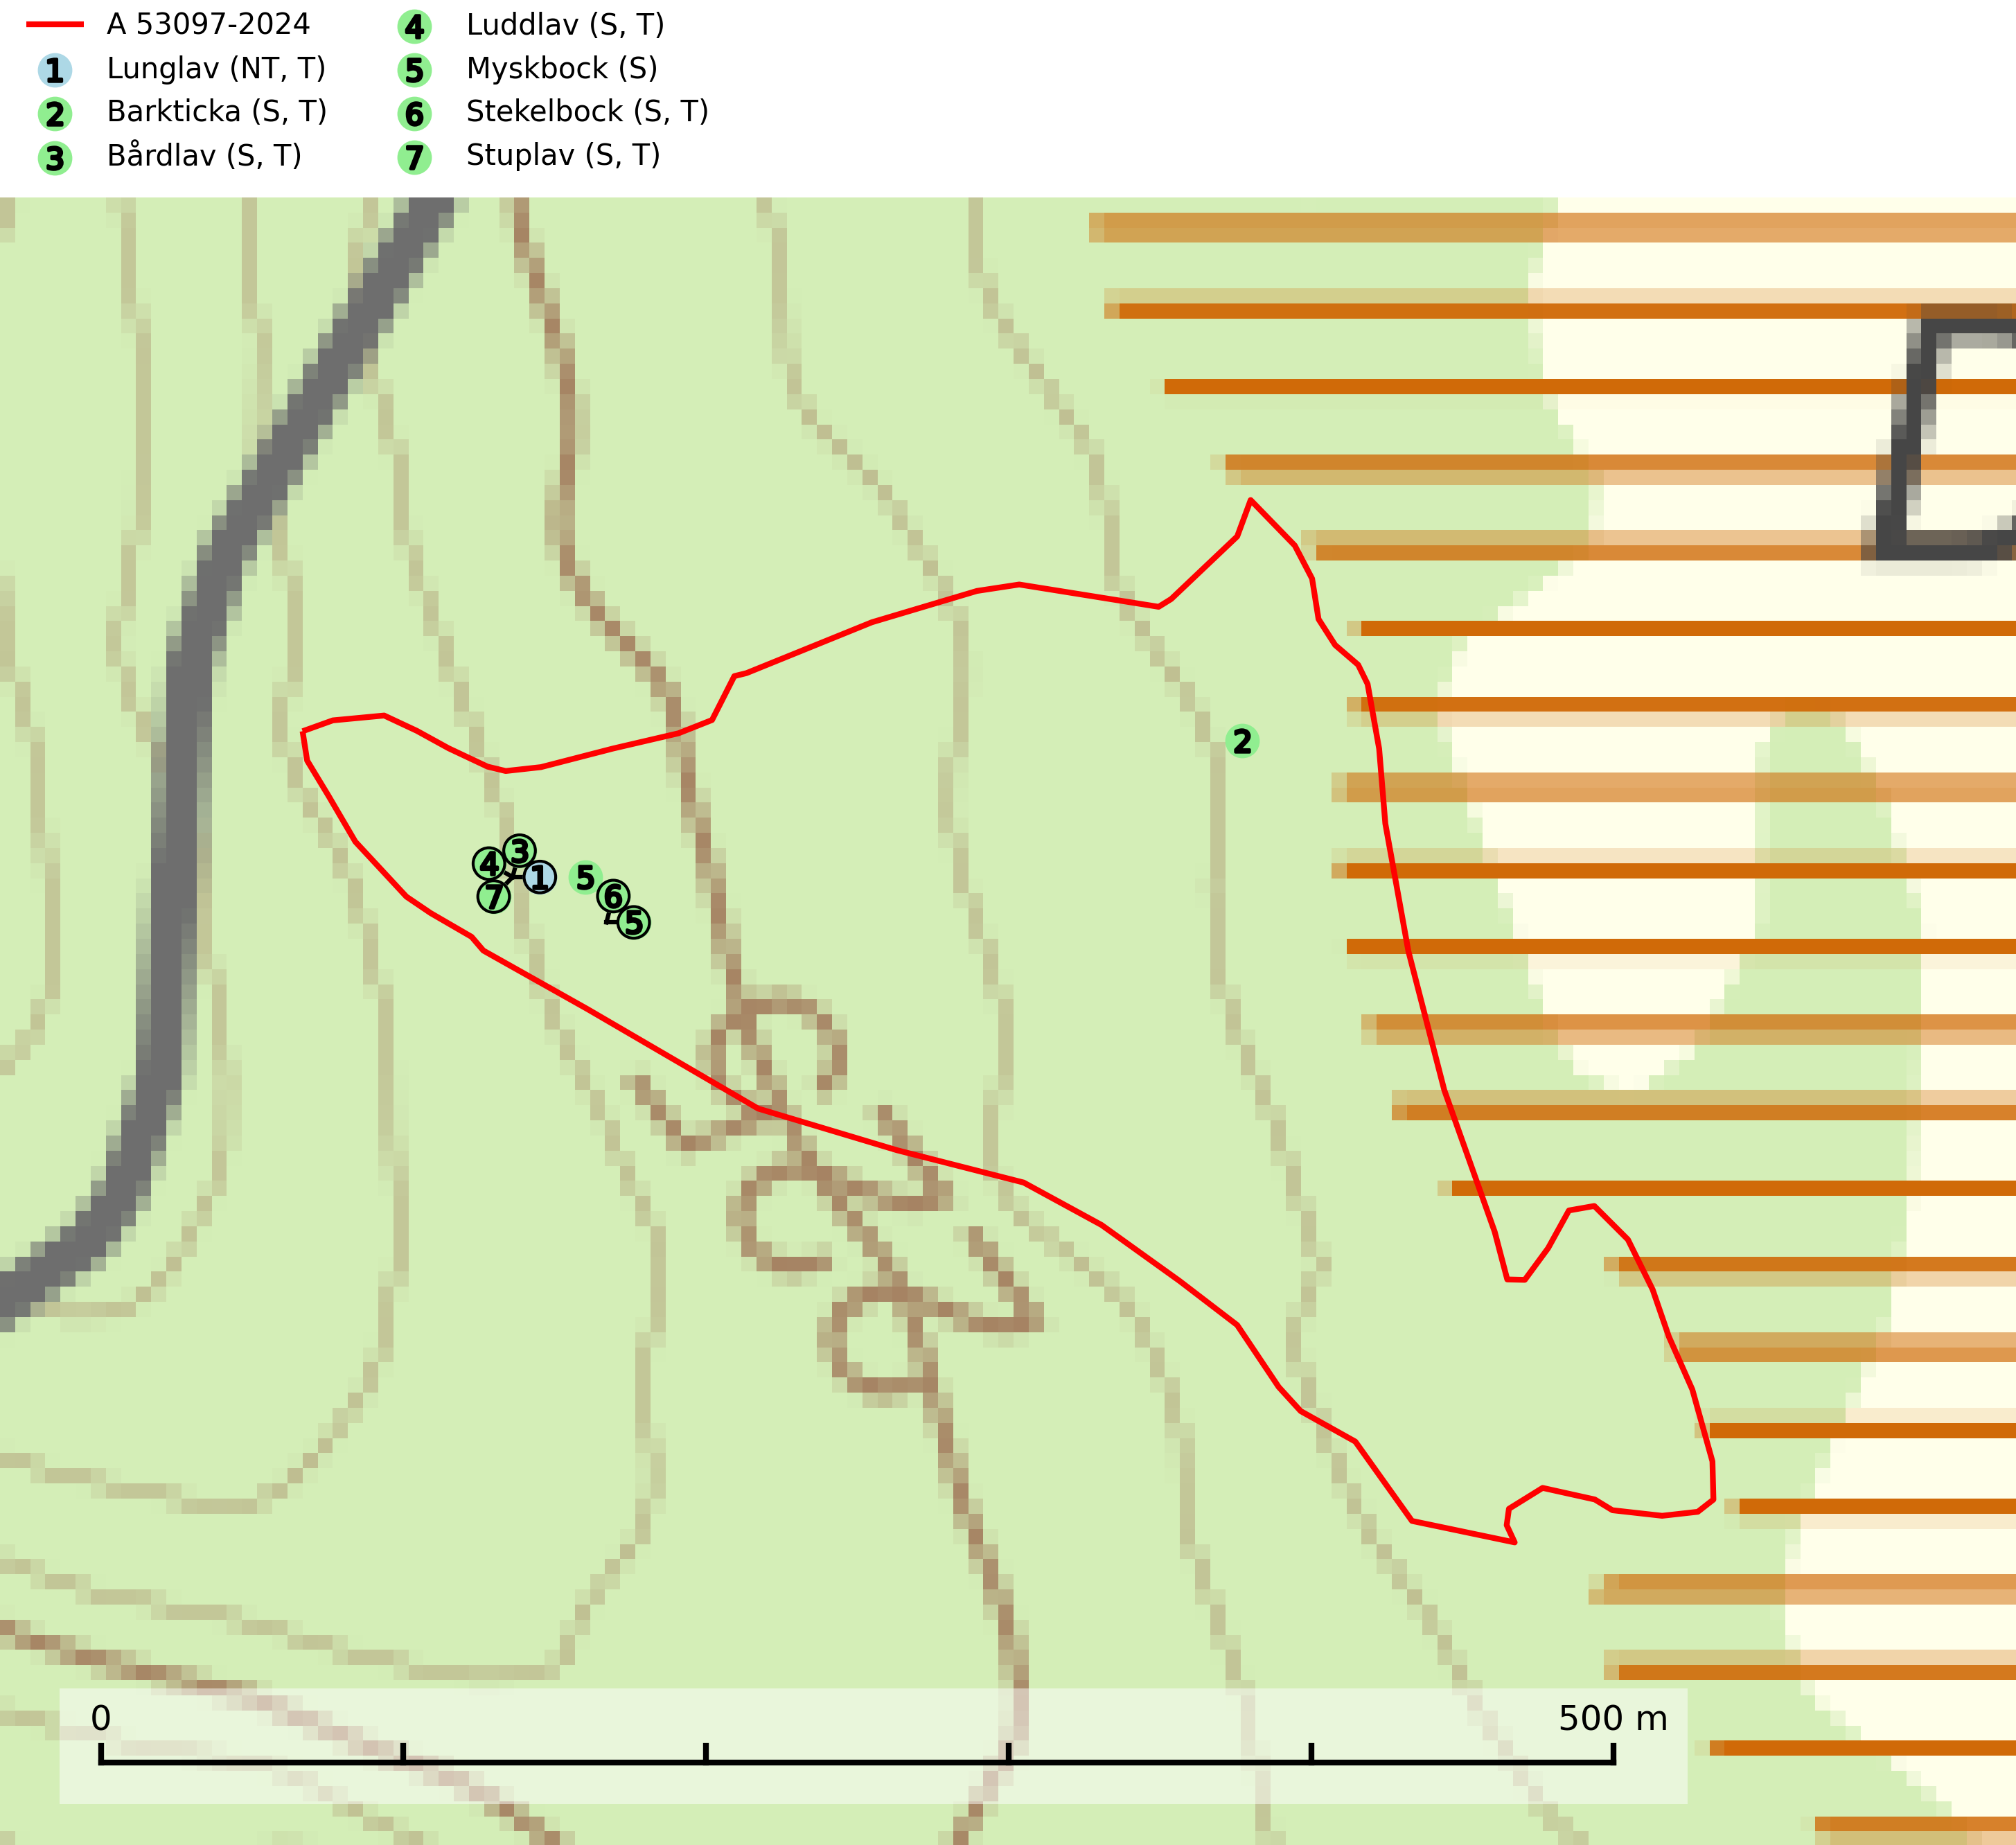 A 53097-2024
1 Lunglav (NT, T)
2 Barkticka (S, T)
3 Bårdlav (S, T)
4 Luddlav (S, T)
5 Myskbock (S)
6 Stekelbock (S, T)
7 Stuplav (S, T)
2
3
4
1
5
7
6
5
600
0 500 m